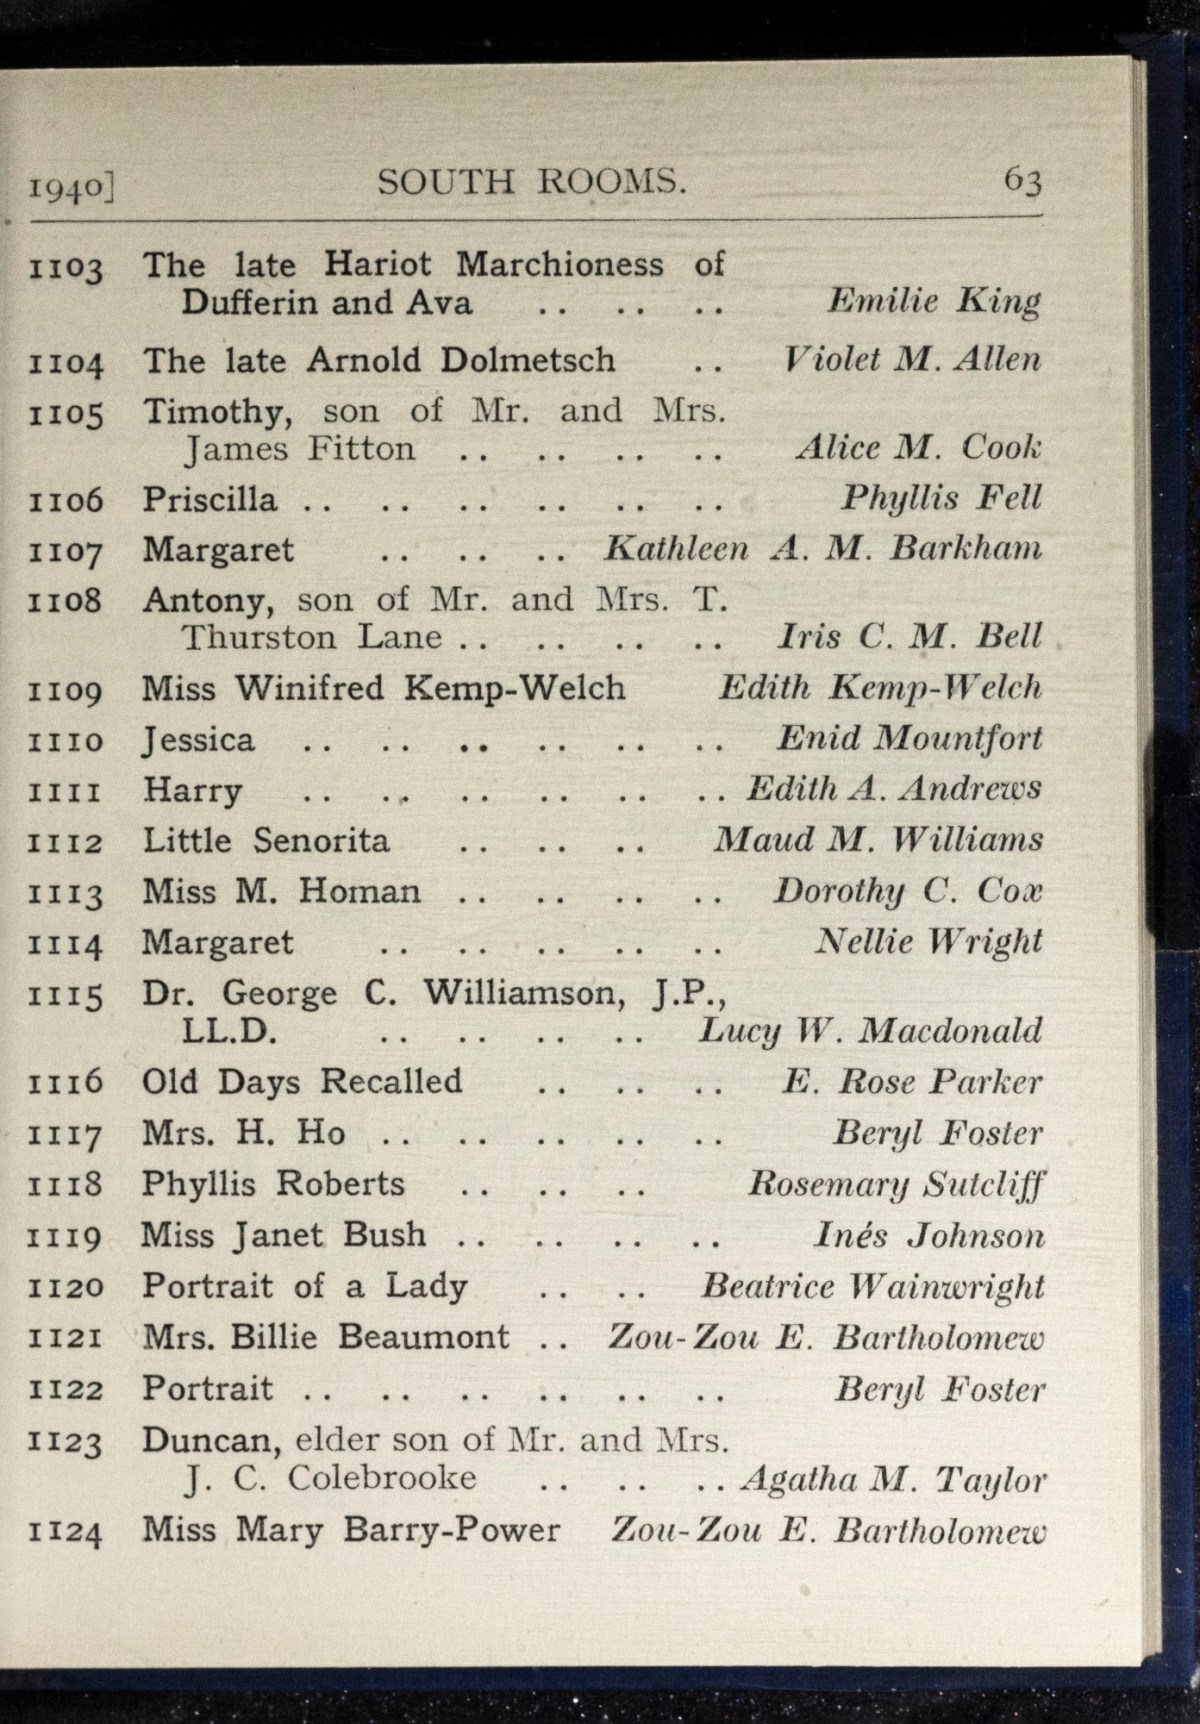 1940] SOUTH ROOMS. 63
1103 The late Hariot Marchioness of
Dufferin and Ava .. .. .. Emilie King
1104 The late Arnold Dolmetsch .. Violet M. Allen
1105 Timothy, son of Mr. and Mrs.
James Fitton .. .. .. .. Alice M. Cook
1106 Priscilla .. .. .. .. .. .. Phyllis Fell
1107 Margaret .. .. .. Kathleen A. M. Barkham
1108 Antony, son of Mr. and Mrs. T.
Thurston Lane .. .. .. .. Iris C. M. Bell
1109 Miss Winifred Kemp-Welch Edith Kemp-Welch
1110 Jessica .. .. .. .. .. .. Enid Mountfort
1111 Harry .. .. .. .. .. .. Edith A. Andrews
1112 Little Senorita .. .. .. Maud M. Williams
1113 Miss M. Homan .. .. .. .. Dorothy C. Cox
1114 Margaret .. .. .. .. .. Nellie Wright
1115 Dr. George C. Williamson, J.P.,
LL.D. .. .. .. .. Lucy W. Macdonald
1116 Old Days Recalled .. .. .. E. Rose Parker
1117 Mrs. H. Ho .. .. .. .. .. Beryl Foster
1118 Phyllis Roberts .. .. .. Rosemary Sutcliff
1119 Miss Janet Bush .. .. .. .. Inés Johnson
1120 Portrait of a Lady .. .. Beatrice Wainwright
1121 Mrs. Billie Beaumont .. Zou-Zou E. Bartholomew
1122 Portrait .. .. .. .. .. .. Beryl Foster
1123 Duncan, elder son of Mr. and Mrs.
J. C. Colebrooke .. .. .. Agatha M. Taylor
1124 Miss Mary Barry-Power Zou-Zou E. Bartholomew